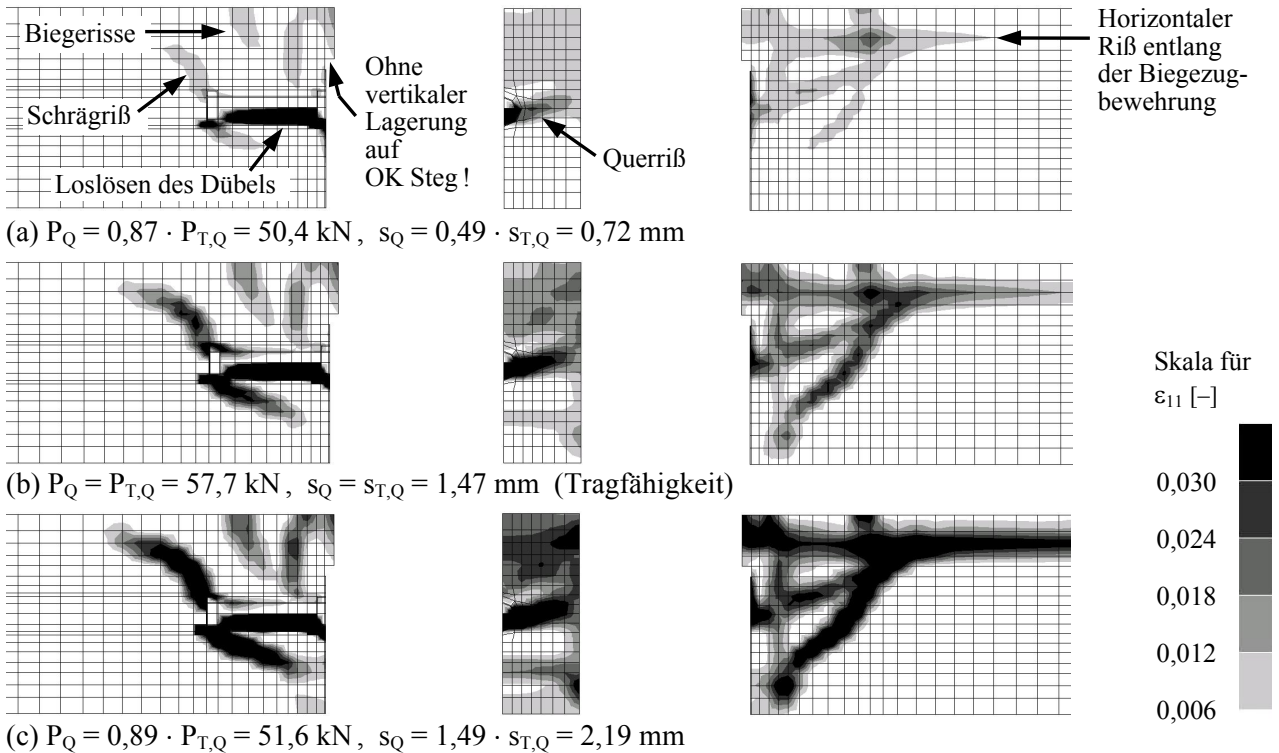 Biegerisse
Schrägriß
Loslösen des Dübels
Ohne
vertikaler
Lagerung
auf
OK Steg !
Querriß
Horizontaler
Riß entlang
der Biegezug-
bewehrung
(a) P_Q = 0,87 · P_T,Q = 50,4 kN , s_Q = 0,49 · s_T,Q = 0,72 mm
(b) P_Q = P_T,Q = 57,7 kN , s_Q = s_T,Q = 1,47 mm (Tragfähigkeit)
Skala für
ε₁₁ [–]
0,030
0,024
0,018
0,012
0,006
(c) P_Q = 0,89 · P_T,Q = 51,6 kN , s_Q = 1,49 · s_T,Q = 2,19 mm